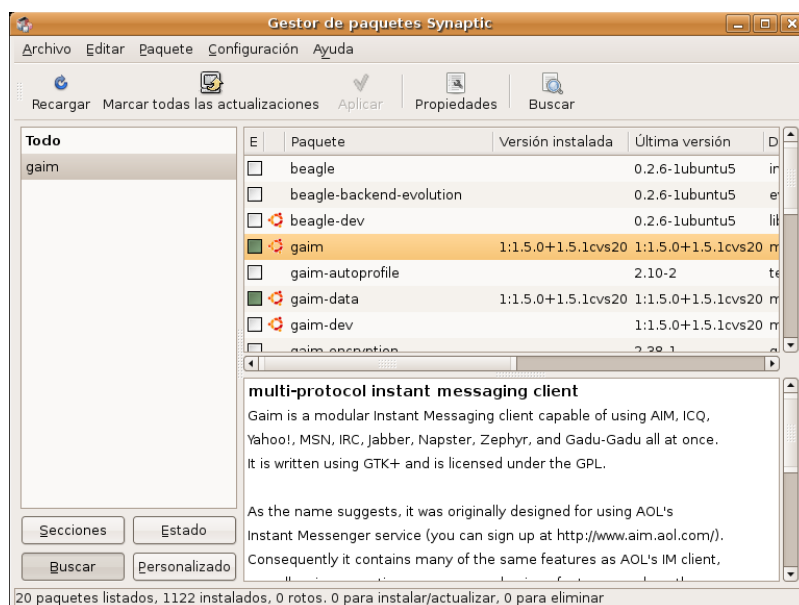 Gestor de paquetes Synaptic
Archivo Editar Paquete Configuración Ayuda
Recargar Marcar todas las actualizaciones Aplicar Propiedades Buscar
Todo
gaim
E Paquete Versión instalada Última versión D
beagle 0.2.6-1ubuntu5 in
beagle-backend-evolution 0.2.6-1ubuntu5 e
beagle-dev 0.2.6-1ubuntu5 lib
gaim 1:1.5.0+1.5.1cvs20 1:1.5.0+1.5.1cvs20 m
gaim-autoprofile 2.10-2 te
gaim-data 1:1.5.0+1.5.1cvs20 1:1.5.0+1.5.1cvs20 m
gaim-dev 1:1.5.0+1.5.1cvs20 m
gaim-encryption 2.38-1
multi-protocol instant messaging client
Gaim is a modular Instant Messaging client capable of using AIM, ICQ,
Yahoo!, MSN, IRC, Jabber, Napster, Zephyr, and Gadu-Gadu all at once.
It is written using GTK+ and is licensed under the GPL.
As the name suggests, it was originally designed for using AOL's
Instant Messenger service (you can sign up at http://www.aim.aol.com/).
Consequently it contains many of the same features as AOL's IM client,
Secciones Estado
Buscar Personalizado
20 paquetes listados, 1122 instalados, 0 rotos. 0 para instalar/actualizar, 0 para eliminar